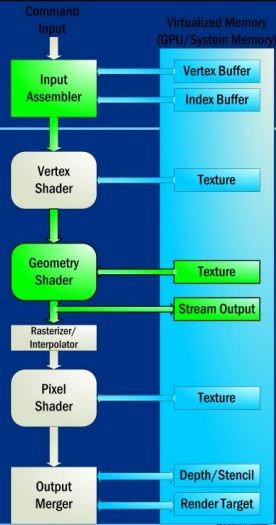 Command
Input
Virtualized Memory
(GPU/System Memory)
Input
Assembler
Vertex Buffer
Index Buffer
Vertex
Shader
Texture
Geometry
Shader
Texture
Stream Output
Rasterizer/
Interpolator
Pixel
Shader
Texture
Output
Merger
Depth/Stencil
Render Target